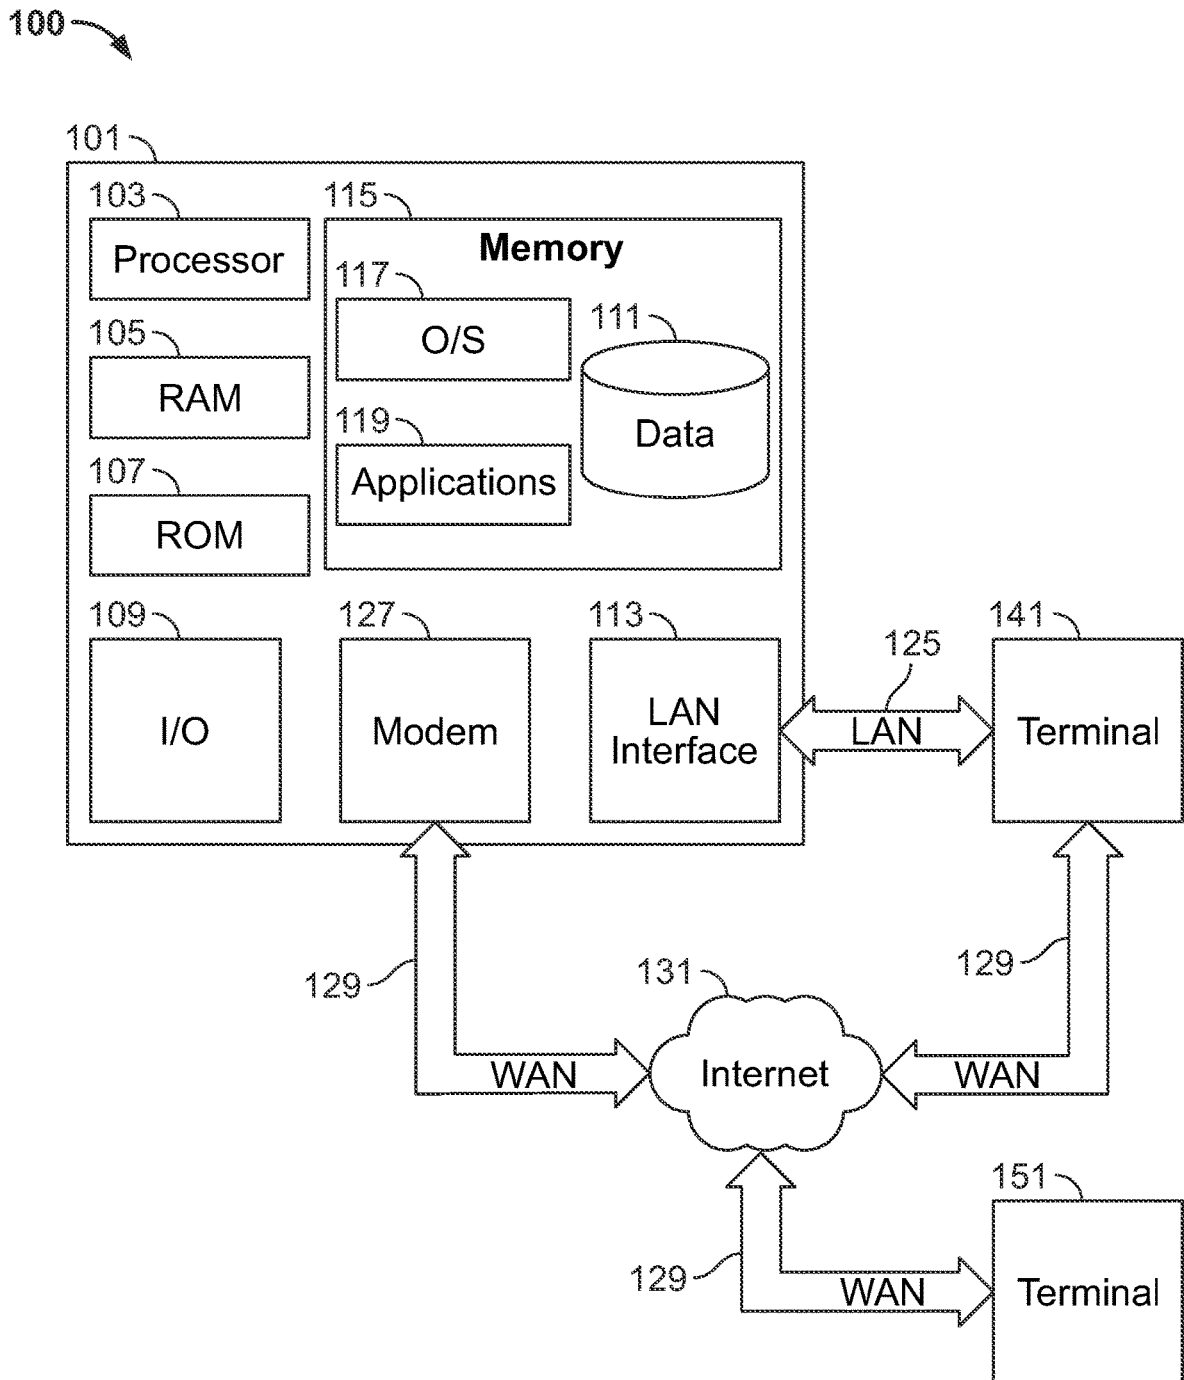 100
101
103
Processor
105
RAM
107
ROM
115
Memory
117
O/S
111
Data
119
Applications
109
I/O
127
Modem
113
LAN
Interface
125
LAN
141
Terminal
129
WAN
131
Internet
129
WAN
129
WAN
151
Terminal